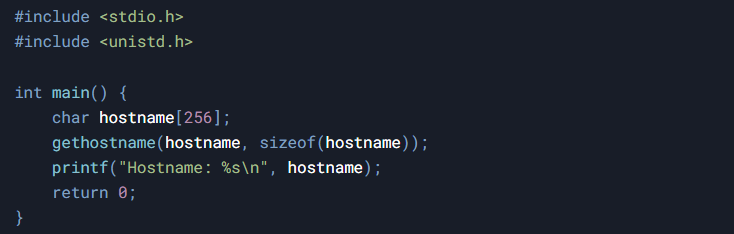 #include <stdio.h>
#include <unistd.h>

int main() {
    char hostname[256];
    gethostname(hostname, sizeof(hostname));
    printf("Hostname: %s\n", hostname);
    return 0;
}